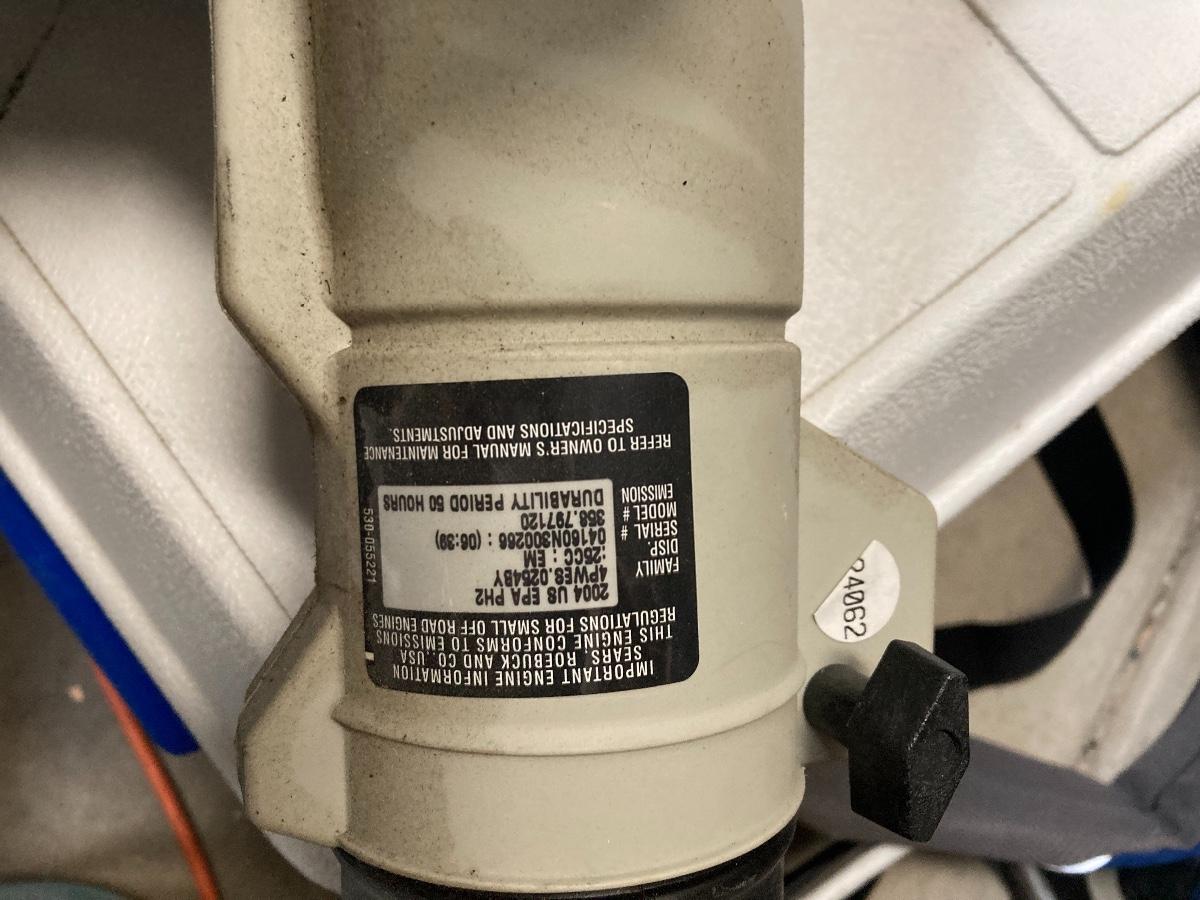 IMPORTANT ENGINE INFORMATION
SEARS, ROEBUCK AND CO.,USA
THIS ENGINE CONFORMS TO EMISSIONS
REGULATIONS FOR SMALL OFF ROAD ENGINES
2004 US EPA PH2
FAMILY 4PWES.0254BY
DISP. :25CC : EM
SERIAL # 04160N300266 : (06:39)
MODEL # 358.797120
EMISSION DURABILITY PERIOD 50 HOURS
REFER TO OWNER'S MANUAL FOR MAINTENANCE
SPECIFICATIONS AND ADJUSTMENTS.
530-055221
24062